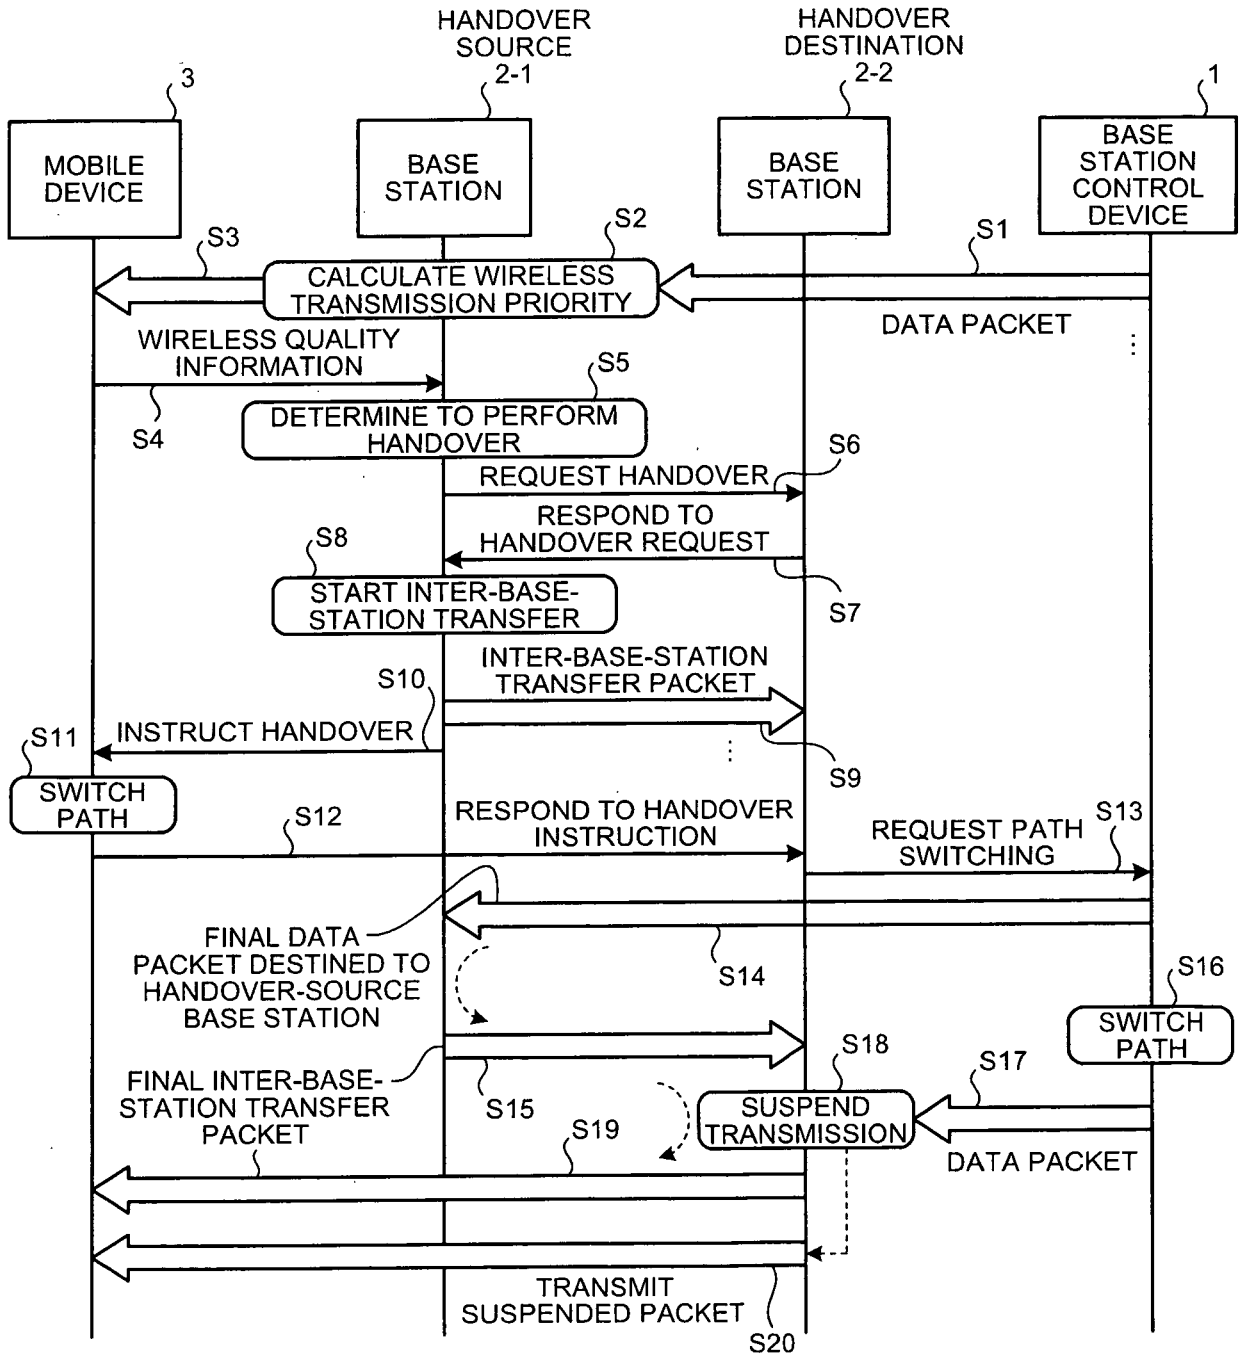 HANDOVER
SOURCE
2-1
HANDOVER
DESTINATION
2-2
3
1
MOBILE
DEVICE
BASE
STATION
BASE
STATION
BASE
STATION
CONTROL
DEVICE
S3
S2
S1
CALCULATE WIRELESS
TRANSMISSION PRIORITY
DATA PACKET
WIRELESS QUALITY
INFORMATION
S4
S5
DETERMINE TO PERFORM
HANDOVER
S6
REQUEST HANDOVER
RESPOND TO
HANDOVER REQUEST
S7
S8
START INTER-BASE-
STATION TRANSFER
INTER-BASE-STATION
TRANSFER PACKET
S9
S10
INSTRUCT HANDOVER
S11
SWITCH
PATH
S12
RESPOND TO HANDOVER
INSTRUCTION
S13
REQUEST PATH
SWITCHING
FINAL DATA
PACKET DESTINED TO
HANDOVER-SOURCE
BASE STATION
S14
S16
SWITCH
PATH
FINAL INTER-BASE-
STATION TRANSFER
PACKET
S15
S18
S17
SUSPEND
TRANSMISSION
DATA PACKET
S19
TRANSMIT
SUSPENDED PACKET
S20